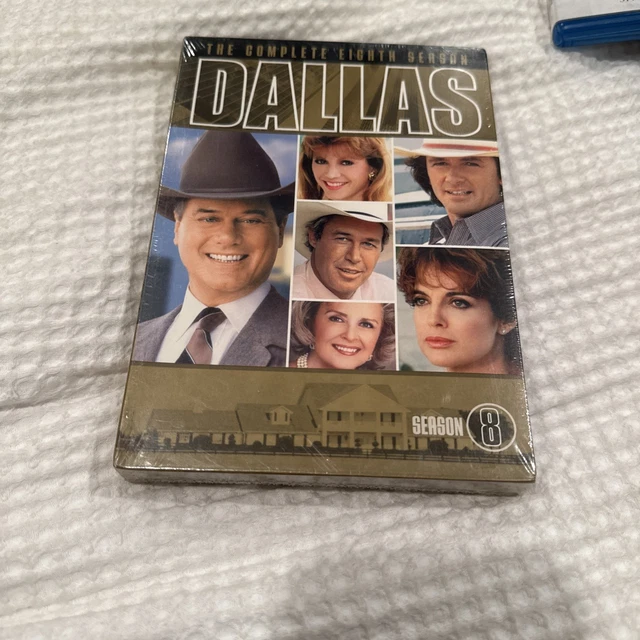 THE COMPLETE EIGHTH SEASON
DALLAS
SEASON 8